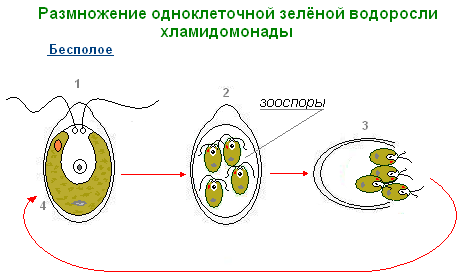 Размножение одноклеточной зелёной водоросли
хламидомонады
Бесполое
1
2
зооспоры
3
4